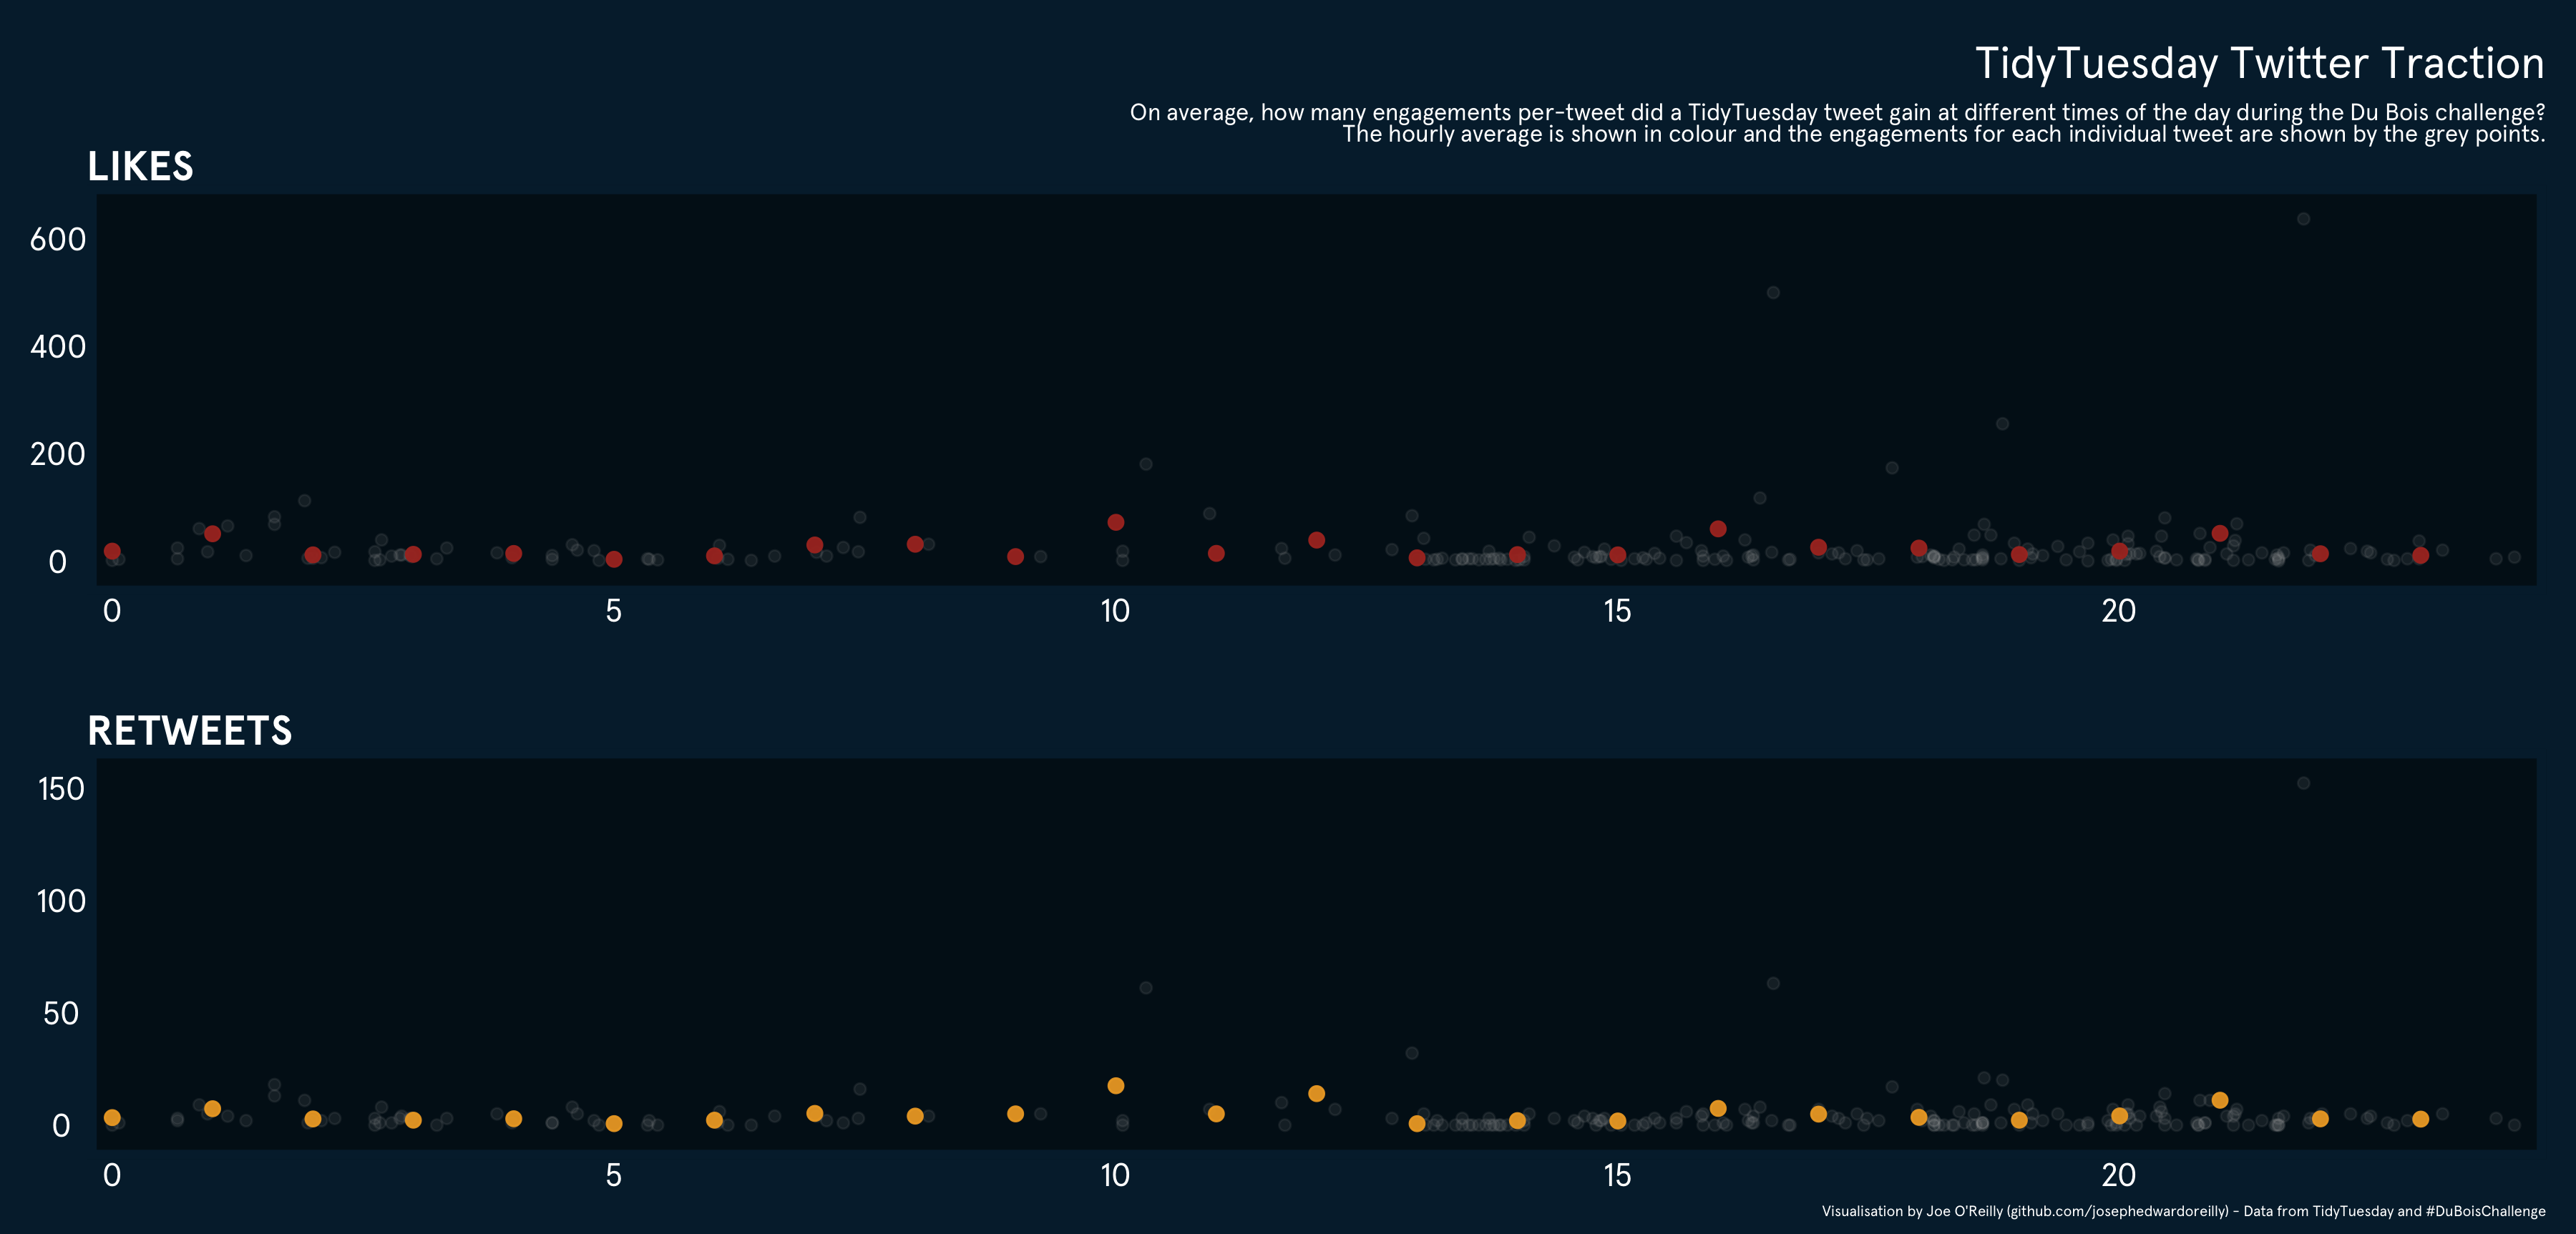 TidyTuesday Twitter Traction
On average, how many engagements per-tweet did a TidyTuesday tweet gain at different times of the day during the Du Bois challenge?
The hourly average is shown in colour and the engagements for each individual tweet are shown by the grey points.
LIKES
600
400
200
0
0 5 10 15 20
RETWEETS
150
100
50
0
0 5 10 15 20
Visualisation by Joe O'Reilly (github.com/josephedwardoreilly) - Data from TidyTuesday and #DuBoisChallenge